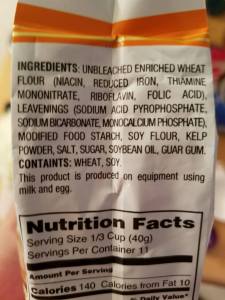 INGREDIENTS: UNBLEACHED ENRICHED WHEAT
FLOUR (NIACIN, REDUCED IRON, THIAMINE
MONONITRATE, RIBOFLAVIN, FOLIC ACID),
LEAVENINGS (SODIUM ACID PYROPHOSPHATE,
SODIUM BICARBONATE, MONOCALCIUM PHOSPHATE),
MODIFIED FOOD STARCH, SOY FLOUR, KELP
POWDER, SALT, SUGAR, SOYBEAN OIL, GUAR GUM.
CONTAINTS: WHEAT, SOY.
This product is produced on equipment using
milk and egg.
Nutrition Facts
Serving Size 1/3 Cup (40g)
Servings Per Container 11
Amount Per Serving
Calories 140 Calories from Fat 10
% Daily Value*